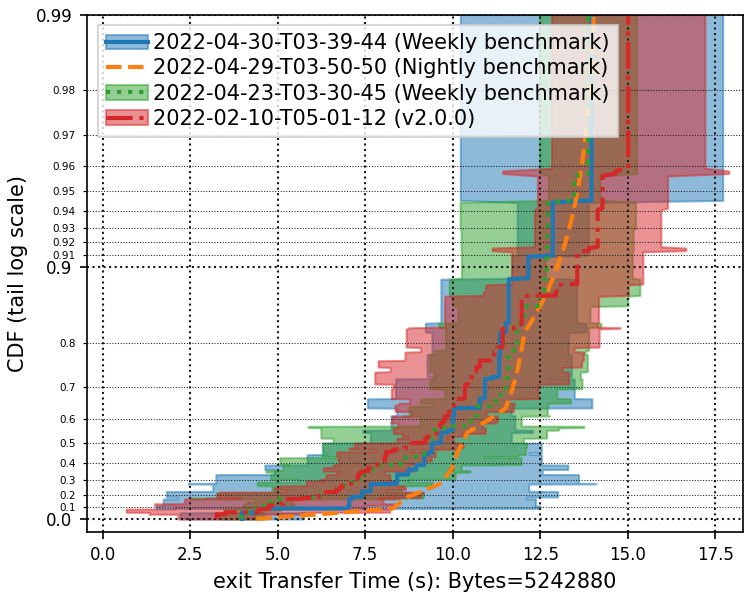 0.99
2022-04-30-T03-39-44 (Weekly benchmark)
2022-04-29-T03-50-50 (Nightly benchmark)
2022-04-23-T03-30-45 (Weekly benchmark)
2022-02-10-T05-01-12 (v2.0.0)
0.98
0.97
0.96
0.95
0.94
0.93
0.92
0.91
0.9
0.8
0.7
0.6
0.5
0.4
0.3
0.2
0.1
0.0
CDF (tail log scale)
0.0 2.5 5.0 7.5 10.0 12.5 15.0 17.5
exit Transfer Time (s): Bytes=5242880